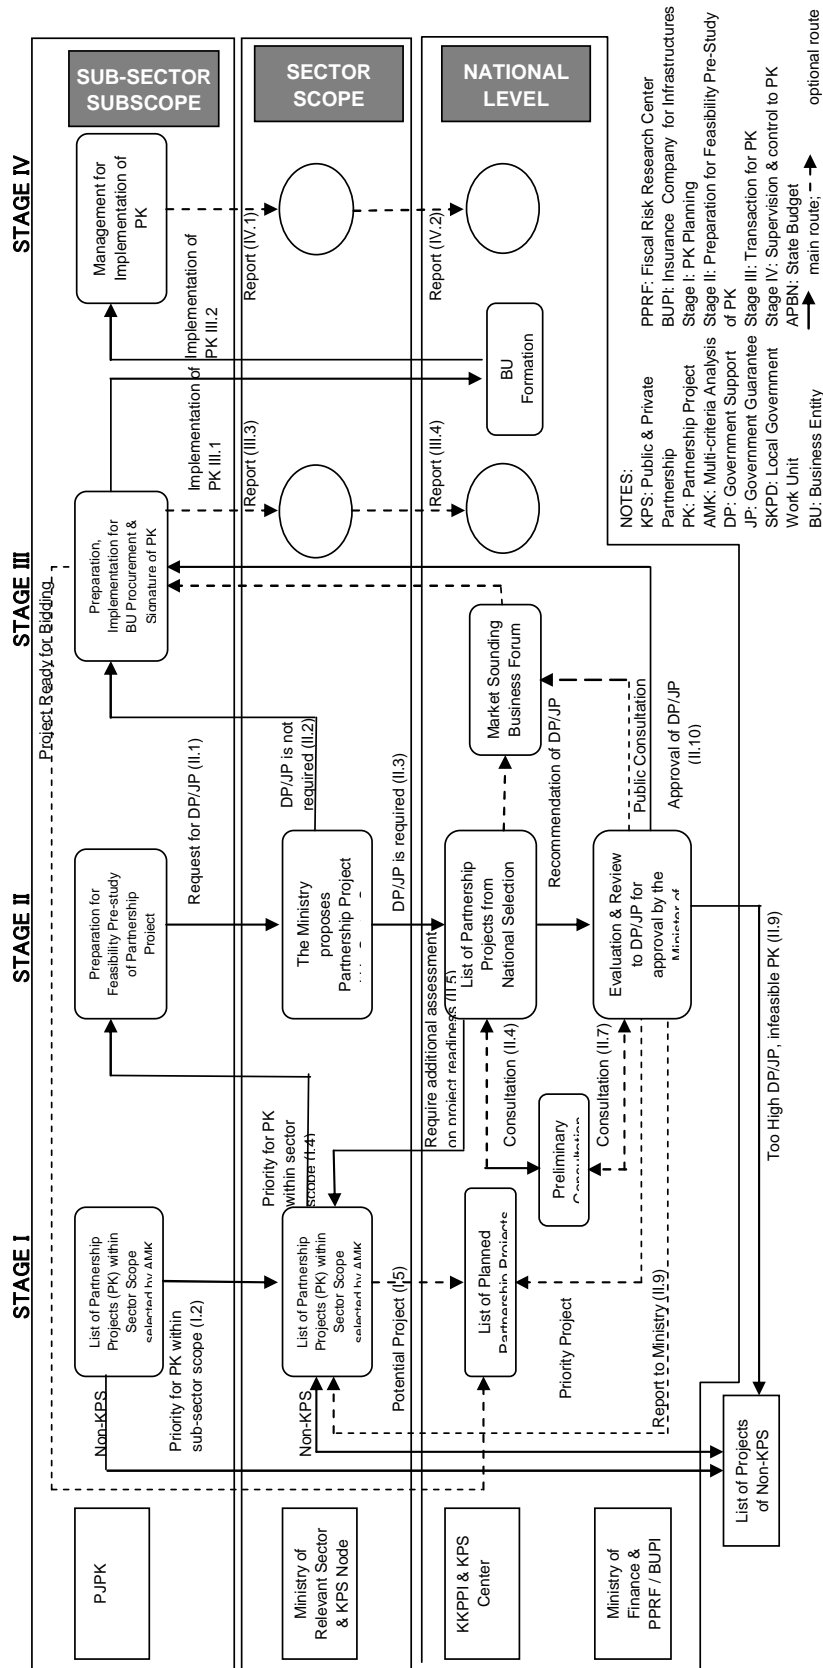 STAGE I
STAGE II
STAGE III
STAGE IV
SUB-SECTOR
SUBSCOPE
SECTOR
SCOPE
NATIONAL
LEVEL
PJPK
List of Partnership
Projects (PK) within
Sector Scope
selected by AMK
Non-KPS
Priority for PK within
sub-sector scope (I.2)
Preparation for
Feasibility Pre-study
of Partnership
Project
Request for DP/JP (II.1)
Project Ready for Bidding
Preparation,
Implementation for
BU Procurement &
Signature of PK
Implementation of
PK III.1
Implementation of
PK III.2
Management for
Implementation of
PK
Ministry of
Relevant Sector
& KPS Node
List of Partnership
Projects (PK) within
Sector Scope
selected by AMK
Non-KPS
Priority for PK
within sector
scope (I.4)
Potential Project (I.5)
The Ministry
proposes
Partnership Project
DP/JP is not
required (II.2)
DP/JP is required (II.3)
Report (III.3)
Report (IV.1)
Require additional assessment
on project readiness (II.5)
KKPPI & KPS
Center
List of Planned
Partnership Projects
Preliminary
Consultation
Consultation (II.4)
Consultation (II.7)
List of Partnership
Projects from
National Selection
Recommendation of DP/JP
Market Sounding
Business Forum
Report (III.4)
BU
Formation
Report (IV.2)
Ministry of
Finance &
PPRF / BUPI
Priority Project
Report to Ministry (II.9)
Evaluation & Review
to DP/JP for
approval by the
Minister of
Public Consultation
Approval of DP/JP
(II.10)
Too High DP/JP, infeasible PK (II.9)
List of Projects
of Non-KPS
NOTES:
KPS: Public & Private
Partnership
PK: Partnership Project
AMK: Multi-criteria Analysis
DP: Government Support
JP: Government Guarantee
SKPD: Local Government
Work Unit
BU: Business Entity
PPRF: Fiscal Risk Research Center
BUPI: Insurance Company for Infrastructures
Stage I: PK Planning
Stage II: Preparation for Feasibility Pre-Study
of PK
Stage III: Transaction for PK
Stage IV: Supervision & control to PK
APBN: State Budget
main route; optional route